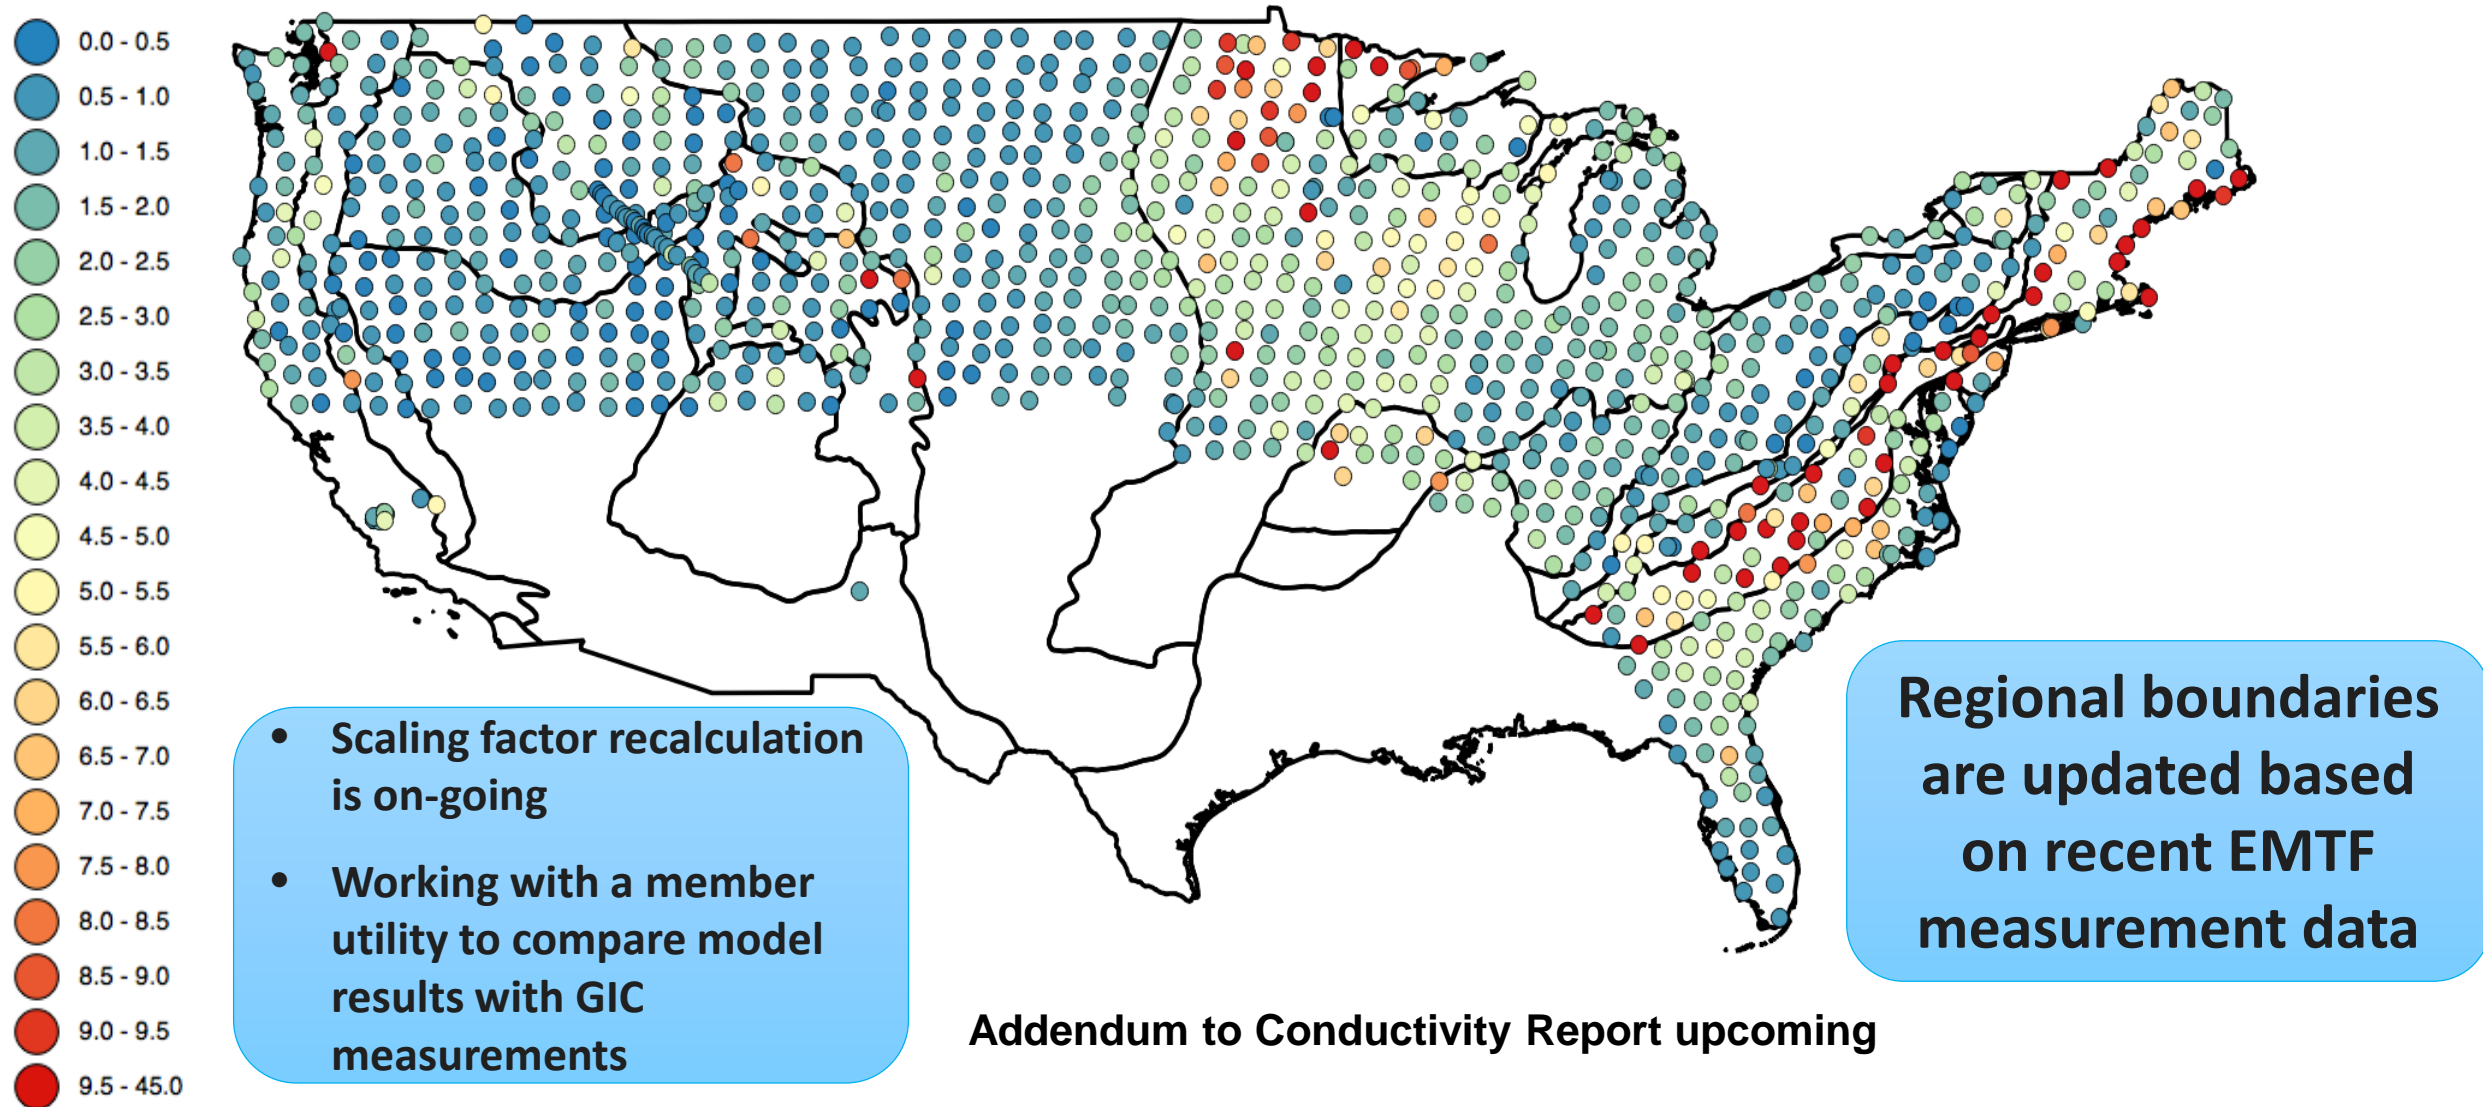 0.0 - 0.5
0.5 - 1.0
1.0 - 1.5
1.5 - 2.0
2.0 - 2.5
2.5 - 3.0
3.0 - 3.5
3.5 - 4.0
4.0 - 4.5
4.5 - 5.0
5.0 - 5.5
5.5 - 6.0
6.0 - 6.5
6.5 - 7.0
7.0 - 7.5
7.5 - 8.0
8.0 - 8.5
8.5 - 9.0
9.0 - 9.5
9.5 - 45.0
• Scaling factor recalculation
is on-going
• Working with a member
utility to compare model
results with GIC
measurements
Regional boundaries
are updated based
on recent EMTF
measurement data
Addendum to Conductivity Report upcoming